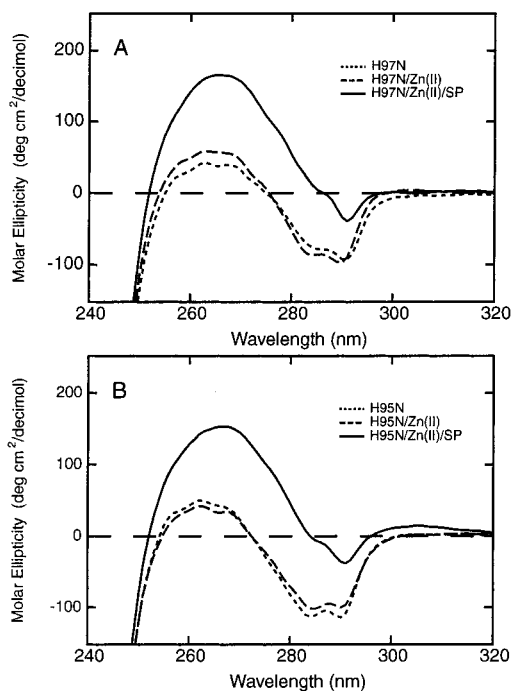 A
200
100
0
-100
Molar Ellipticity (deg cm²/decimol)
H97N
H97N/Zn(II)
H97N/Zn(II)/SP
240
260
280
300
320
Wavelength (nm)
B
200
100
0
-100
Molar Ellipticity (deg cm²/decimol)
H95N
H95N/Zn(II)
H95N/Zn(II)/SP
240
260
280
300
320
Wavelength (nm)